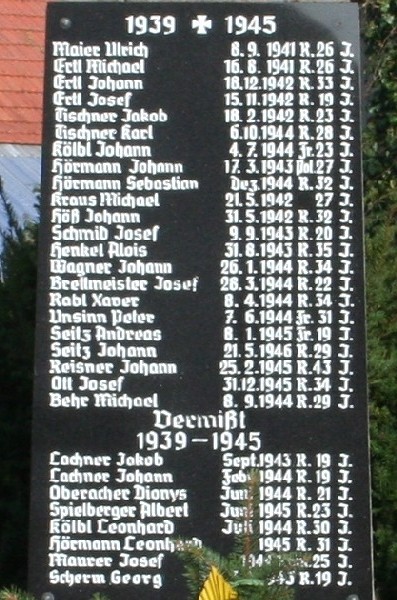 1939 ✠ 1945
Maier Ulrich 8.9.1941 R.26 J.
Ertl Michael 16.8.1941 R.26 J.
Ertl Johann 18.12.1942 R.33 J.
Ertl Josef 15.11.1942 R.19 J.
Tischner Jakob 18.2.1942 R.23 J.
Tischner Karl 6.10.1944 R.28 J.
Kölbl Johann 4.7.1944 Fr.23 J.
Hörmann Johann 17.3.1943 Pol.27 J.
Hörmann Sebastian Dez.1944 R.32 J.
Kraus Michael 21.5.1942 27 J.
Höß Johann 31.5.1942 R.32 J.
Schmid Josef 9.9.1943 R.20 J.
Henkel Alois 31.8.1943 R.35 J.
Wagner Johann 26.1.1944 R.34 J.
Brellmeister Josef 28.3.1944 R.22 J.
Rabl Xaver 8.4.1944 R.34 J.
Unsinn Peter 7.6.1944 Fr.31 J.
Seitz Andreas 8.1.1945 Fr.19 J.
Seitz Johann 21.5.1946 R.29 J.
Reisner Johann 25.2.1945 R.43 J.
Ott Josef 31.12.1945 R.34 J.
Behr Michael 8.9.1944 R.29 J.
Vermißt
1939–1945
Lachner Jakob Sept.1943 R.19 J.
Lachner Johann 1944 R.19 J.
Oberacher Dionys 1944 R.21 J.
Spielberger Albert 1945 R.23 J.
Kölbl Leonhard Juli 1944 R.30 J.
Hörmann Leonhard 1945 R.31 J.
Maurer Josef 25 J.
Scherm Georg R.19 J.